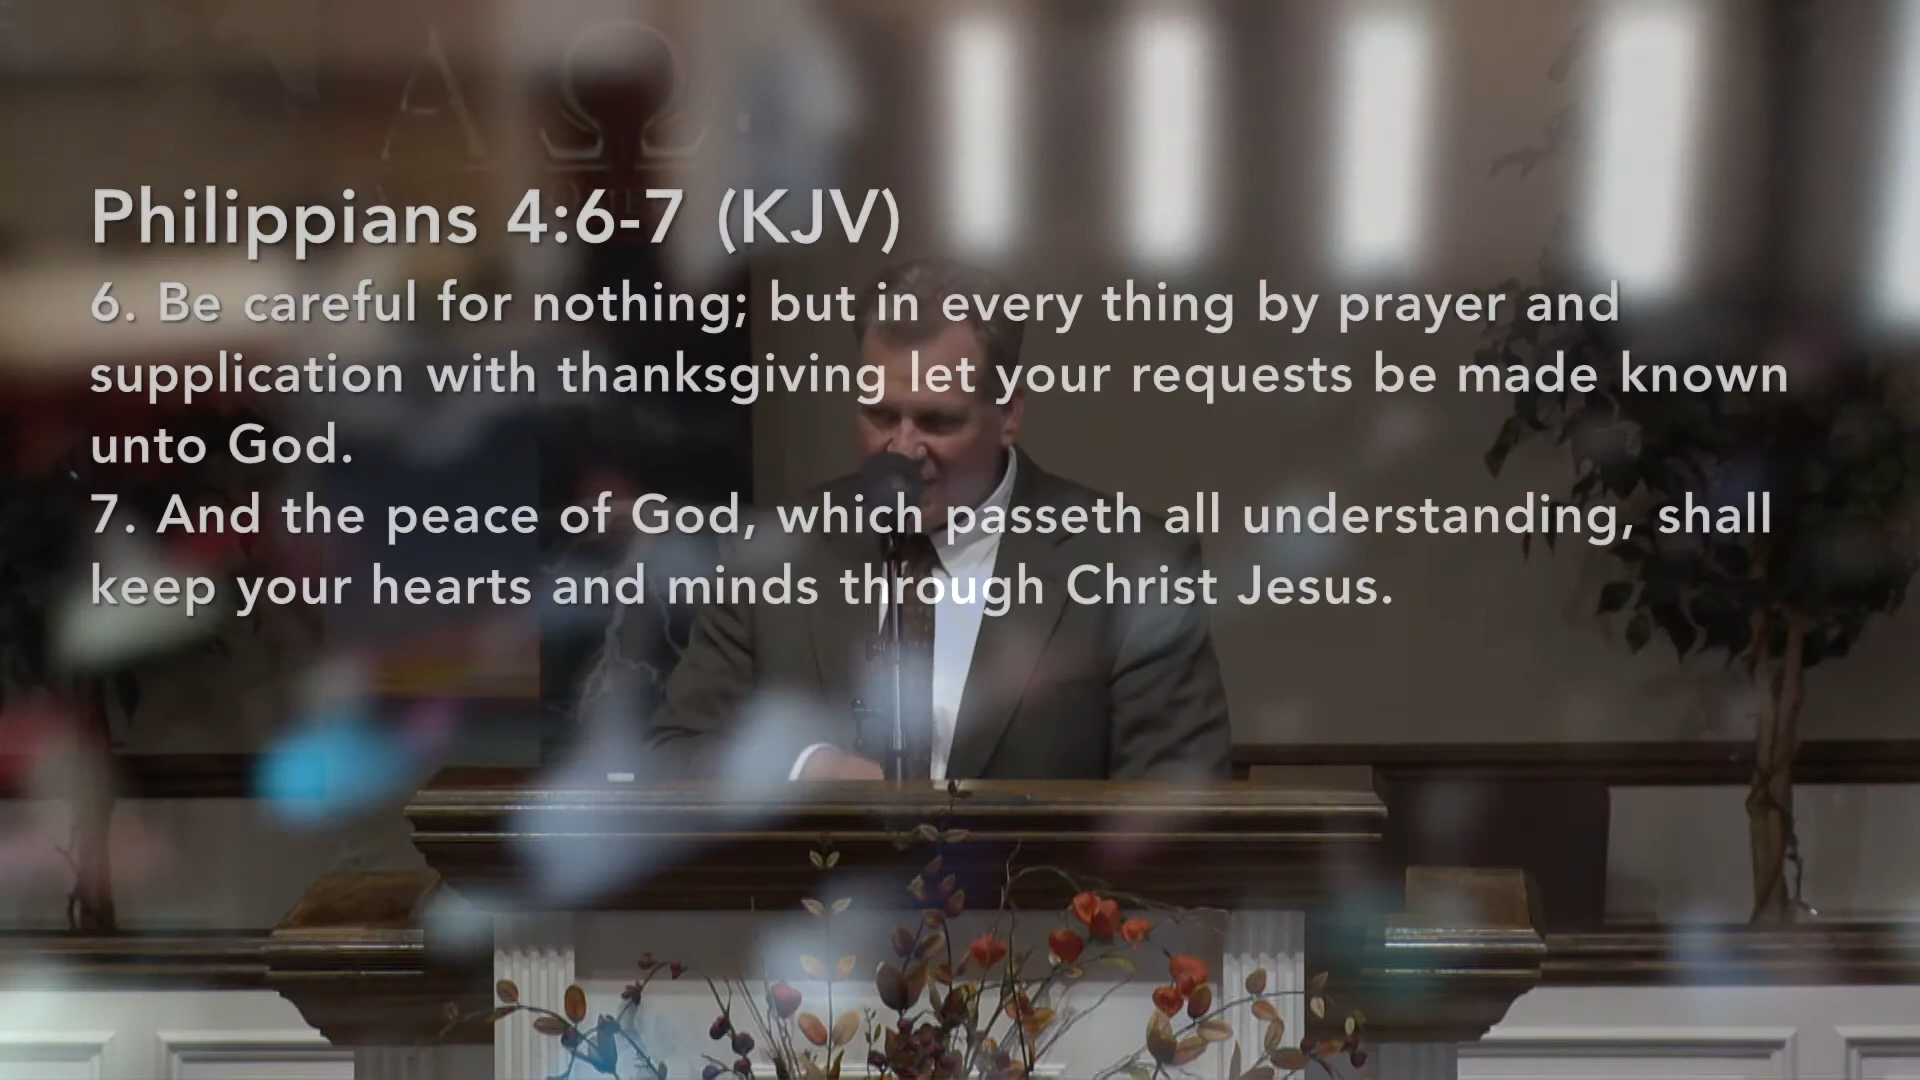 ΑΩ
Philippians 4:6-7 (KJV)
6. Be careful for nothing; but in every thing by prayer and
supplication with thanksgiving let your requests be made known
unto God.
7. And the peace of God, which passeth all understanding, shall
keep your hearts and minds through Christ Jesus.